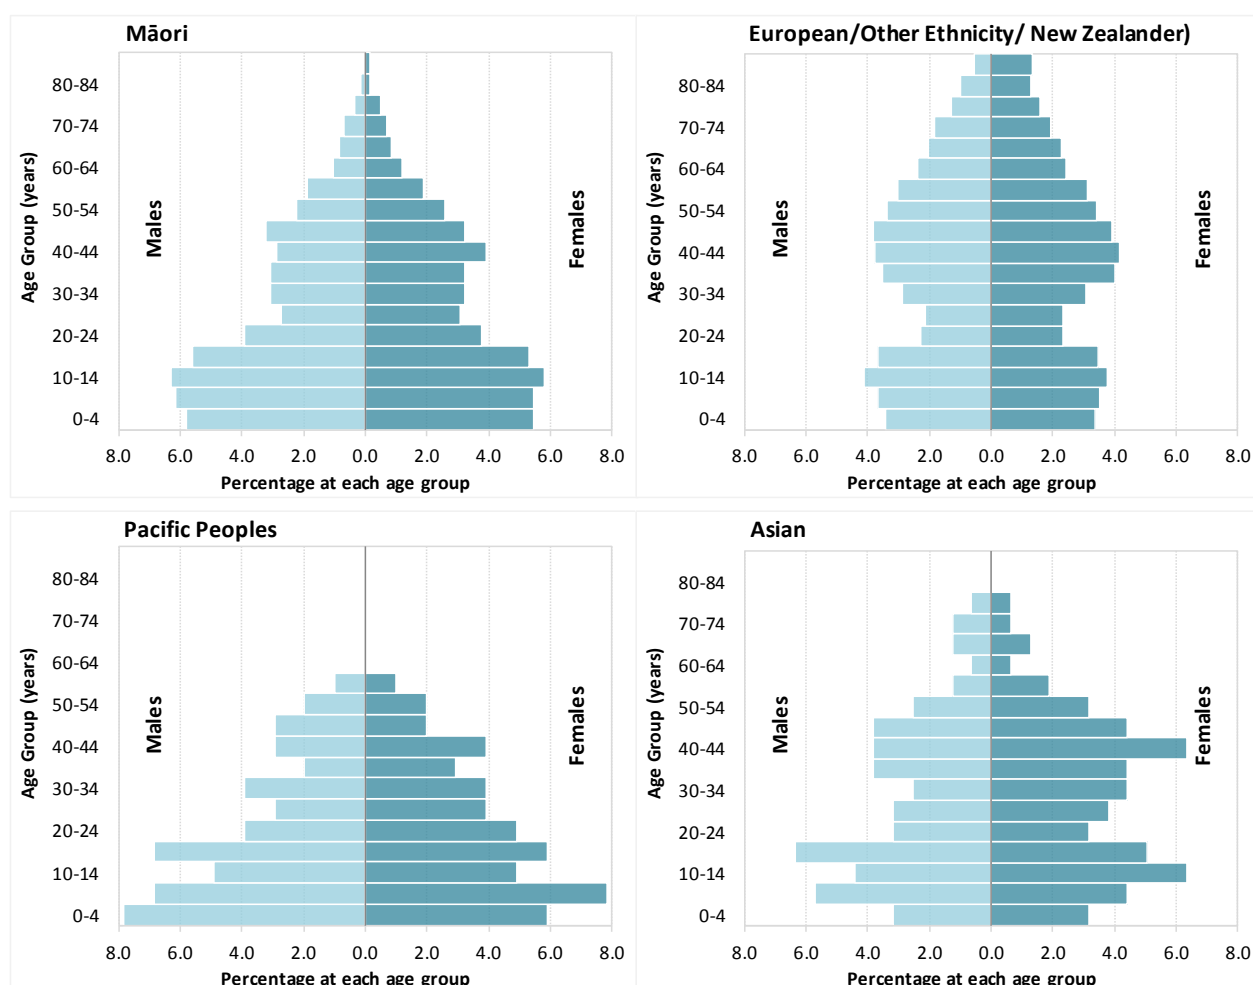 Māori
80-84
70-74
60-64
50-54
40-44
30-34
20-24
10-14
0-4
Age Group (years)
Males
Females
8.0 6.0 4.0 2.0 0.0 2.0 4.0 6.0 8.0
Percentage at each age group
European/Other Ethnicity/ New Zealander)
80-84
70-74
60-64
50-54
40-44
30-34
20-24
10-14
0-4
Age Group (years)
Males
Females
8.0 6.0 4.0 2.0 0.0 2.0 4.0 6.0 8.0
Percentage at each age group
Pacific Peoples
80-84
70-74
60-64
50-54
40-44
30-34
20-24
10-14
0-4
Age Group (years)
Males
Females
8.0 6.0 4.0 2.0 0.0 2.0 4.0 6.0 8.0
Percentage at each age group
Asian
80-84
70-74
60-64
50-54
40-44
30-34
20-24
10-14
0-4
Age Group (years)
Males
Females
8.0 6.0 4.0 2.0 0.0 2.0 4.0 6.0 8.0
Percentage at each age group